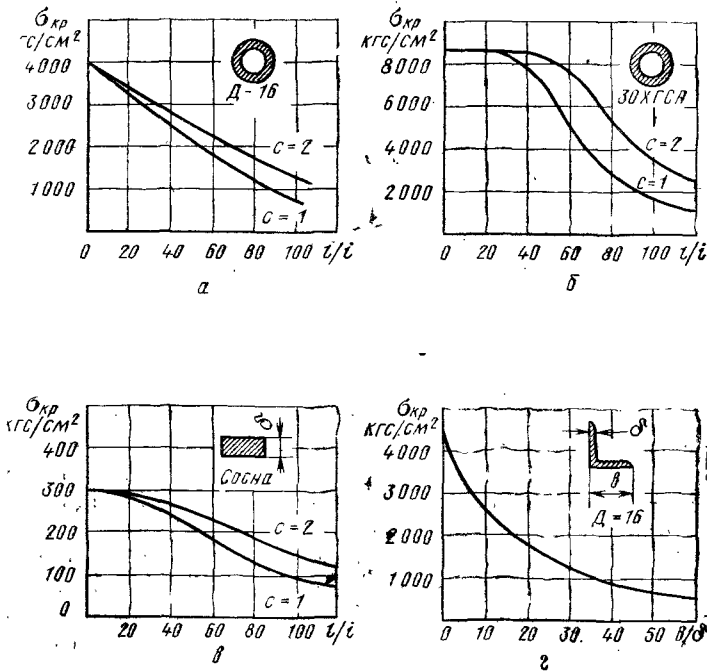 σкр
гс/см²
4000
3000
2000
1000
0 20 40 60 80 100 l/i
Д-16
c=2
c=1
а
σкр
кгс/см²
8000
6000
4000
2000
0 20 40 60 80 100 l/i
30ХГСА
c=2
c=1
б
σкр
кгс/см²
400
300
200
100
0
20 40 60 80 100 l/i
δ
Сосна
c=2
c=1
в
σкр
кгс/см²
4000
3000
2000
1000
0 10 20 30 40 50 в/δ
δ
в
Д=16
г